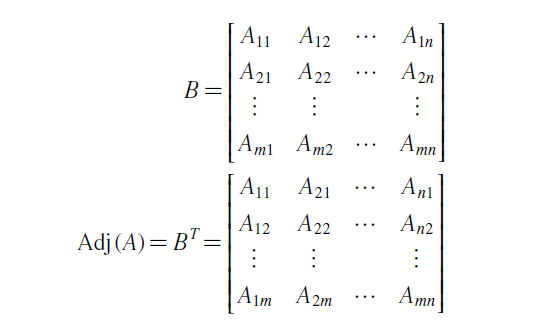 B = [A₁₁ A₁₂ ⋯ A₁ₙ
A₂₁ A₂₂ ⋯ A₂ₙ
⋮ ⋮ ⋮
Aₘ₁ Aₘ₂ ⋯ Aₘₙ]
Adj(A) = Bᵀ = [A₁₁ A₂₁ ⋯ Aₙ₁
A₁₂ A₂₂ ⋯ Aₙ₂
⋮ ⋮ ⋮
A₁ₘ A₂ₘ ⋯ Aₘₙ]